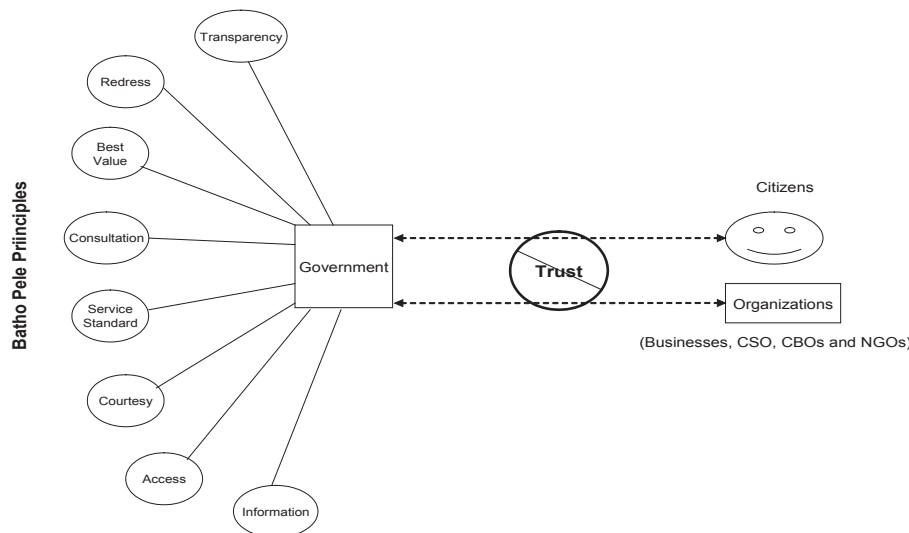 Transparency
Redress
Best
Value
Consultation
Service
Standard
Courtesy
Access
Information
Batho Pele Priinciples
Government
Trust
Citizens
Organizations
(Businesses, CSO, CBOs and NGOs)